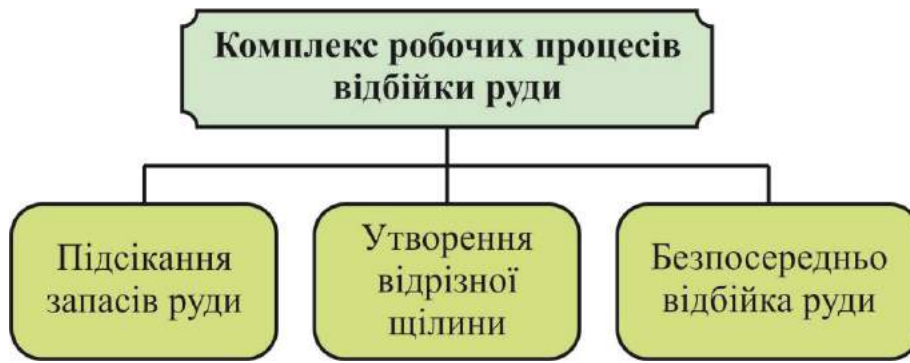 Комплекс робочих процесів
відбійки руди
Підсікання
запасів руди
Утворення
відрізної
щілини
Безпосередньо
відбійка руди